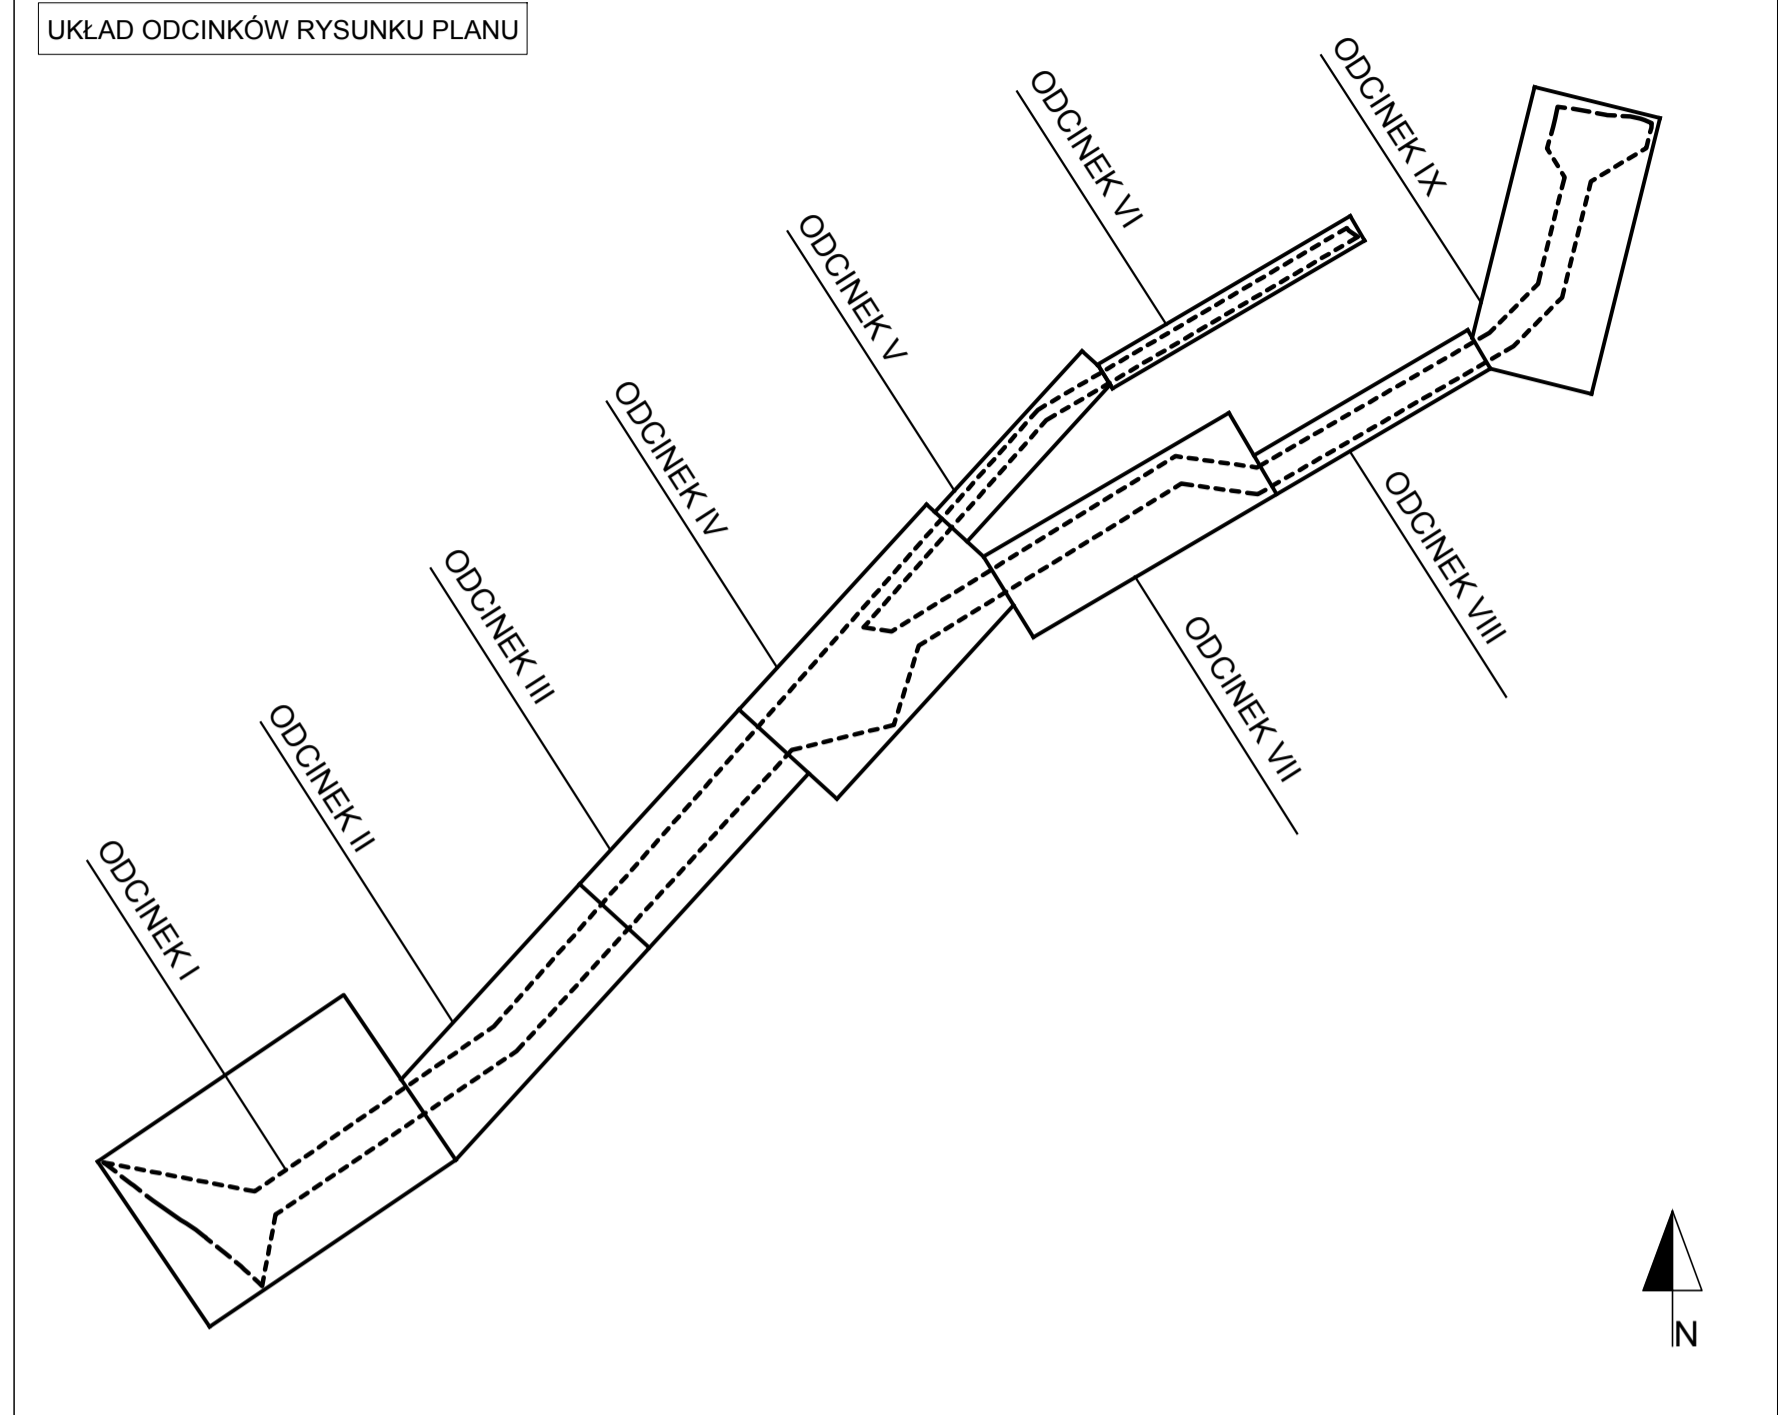 UKŁAD ODCINKÓW RYSUNKU PLANU
ODCINEK I
ODCINEK II
ODCINEK III
ODCINEK IV
ODCINEK V
ODCINEK VI
ODCINEK VII
ODCINEK VIII
ODCINEK IX
N